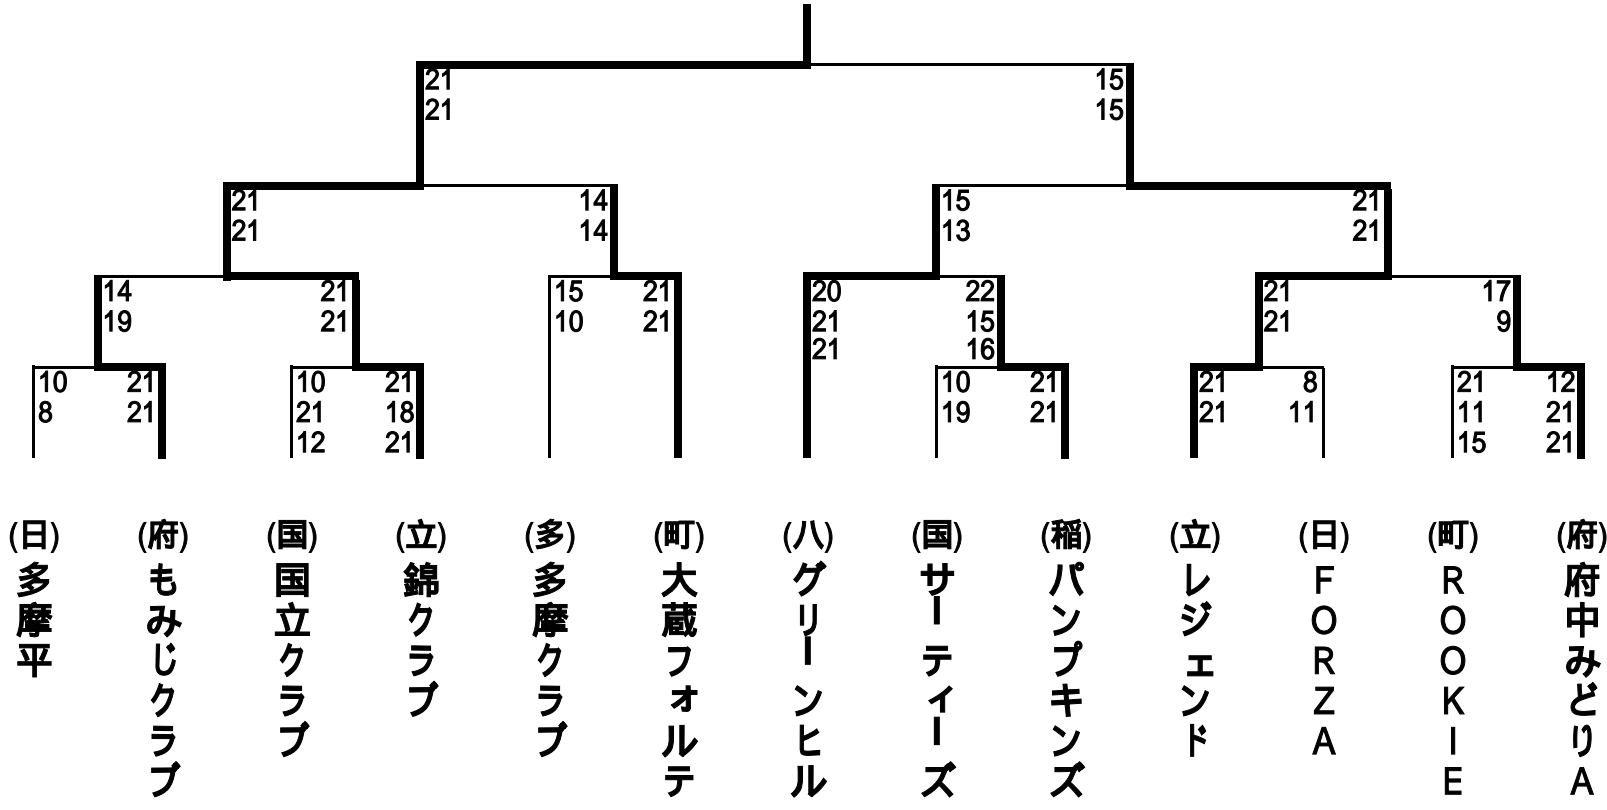 21 15
21 15
21 14 15 21
21 14 13 21
14 21 15 21 20 22 21 17
19 21 10 21 21 15 21 9
21 16
10 21 10 21 10 21 21 8 21 12
8 21 21 18 19 21 21 11 11 21
12 21 15 21
(日)多摩平
(府)もみじクラブ
(国)国立クラブ
(立)錦クラブ
(多)多摩クラブ
(町)大蔵フォルテ
(八)グリーンヒル
(国)サーティーズ
(稲)パンプキンズ
(立)レジェンド
(日)FORZA
(町)ROOKIE
(府)府中みどりA